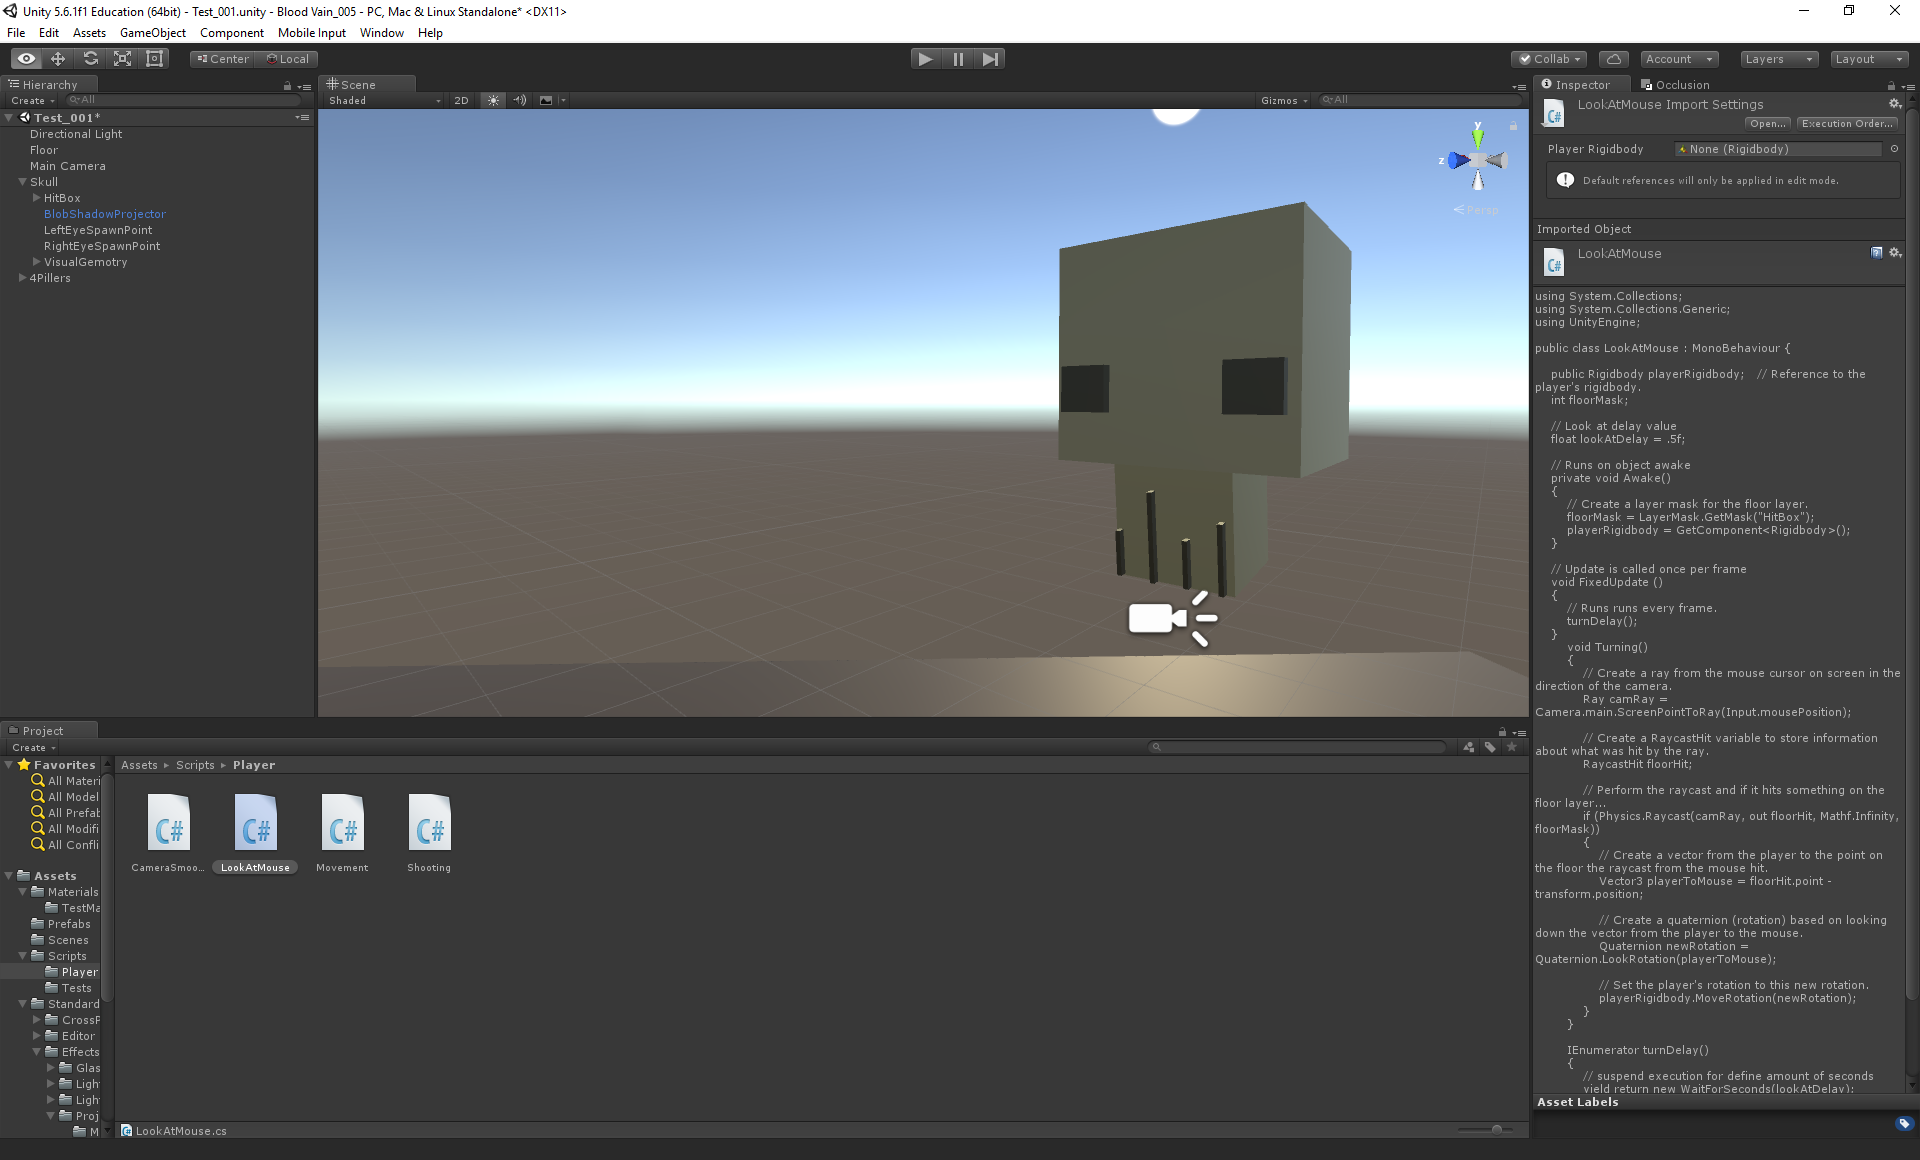 Unity 5.6.1f1 Education (64bit) - Test_001.unity - Blood Vain_005 - PC, Mac & Linux Standalone* <DX11>
File Edit Assets GameObject Component Mobile Input Window Help
Center Local
Collab Account Layers Layout
Hierarchy
Create All
Test_001*
Directional Light
Floor
Main Camera
Skull
HitBox
BlobShadowProjector
LeftEyeSpawnPoint
RightEyeSpawnPoint
VisualGemotry
4Pillers
Scene
Shaded 2D Gizmos All
y
z
Persp
Inspector Occlusion
LookAtMouse Import Settings
Open... Execution Order...
Player Rigidbody None (Rigidbody)
Default references will only be applied in edit mode.
Imported Object
LookAtMouse
using System.Collections;
using System.Collections.Generic;
using UnityEngine;
public class LookAtMouse : MonoBehaviour {
public Rigidbody playerRigidbody; // Reference to the
player's rigidbody.
int floorMask;
// Look at delay value
float lookAtDelay = .5f;
// Runs on object awake
private void Awake()
{
// Create a layer mask for the floor layer.
floorMask = LayerMask.GetMask("HitBox");
playerRigidbody = GetComponent<Rigidbody>();
}
// Update is called once per frame
void FixedUpdate ()
{
// Runs runs every frame.
turnDelay();
}
void Turning()
{
// Create a ray from the mouse cursor on screen in the
direction of the camera.
Ray camRay =
Camera.main.ScreenPointToRay(Input.mousePosition);
// Create a RaycastHit variable to store information
about what was hit by the ray.
RaycastHit floorHit;
// Perform the raycast and if it hits something on the
floor layer...
if (Physics.Raycast(camRay, out floorHit, Mathf.Infinity,
floorMask))
{
// Create a vector from the player to the point on
the floor the raycast from the mouse hit.
Vector3 playerToMouse = floorHit.point -
transform.position;
// Create a quaternion (rotation) based on looking
down the vector from the player to the mouse.
Quaternion newRotation =
Quaternion.LookRotation(playerToMouse);
// Set the player's rotation to this new rotation.
playerRigidbody.MoveRotation(newRotation);
}
}
IEnumerator turnDelay()
{
// suspend execution for define amount of seconds
yield return new WaitForSeconds(lookAtDelay);
Asset Labels
Project
Create
Favorites
All Materi
All Model
All Prefab
All Modifi
All Confli
Assets
Materials
TestMa
Prefabs
Scenes
Scripts
Player
Tests
Standard
CrossP
Editor
Effects
Glas
Light
Light
Proj
M
Assets Scripts Player
C# C# C# C#
CameraSmoo... LookAtMouse Movement Shooting
LookAtMouse.cs